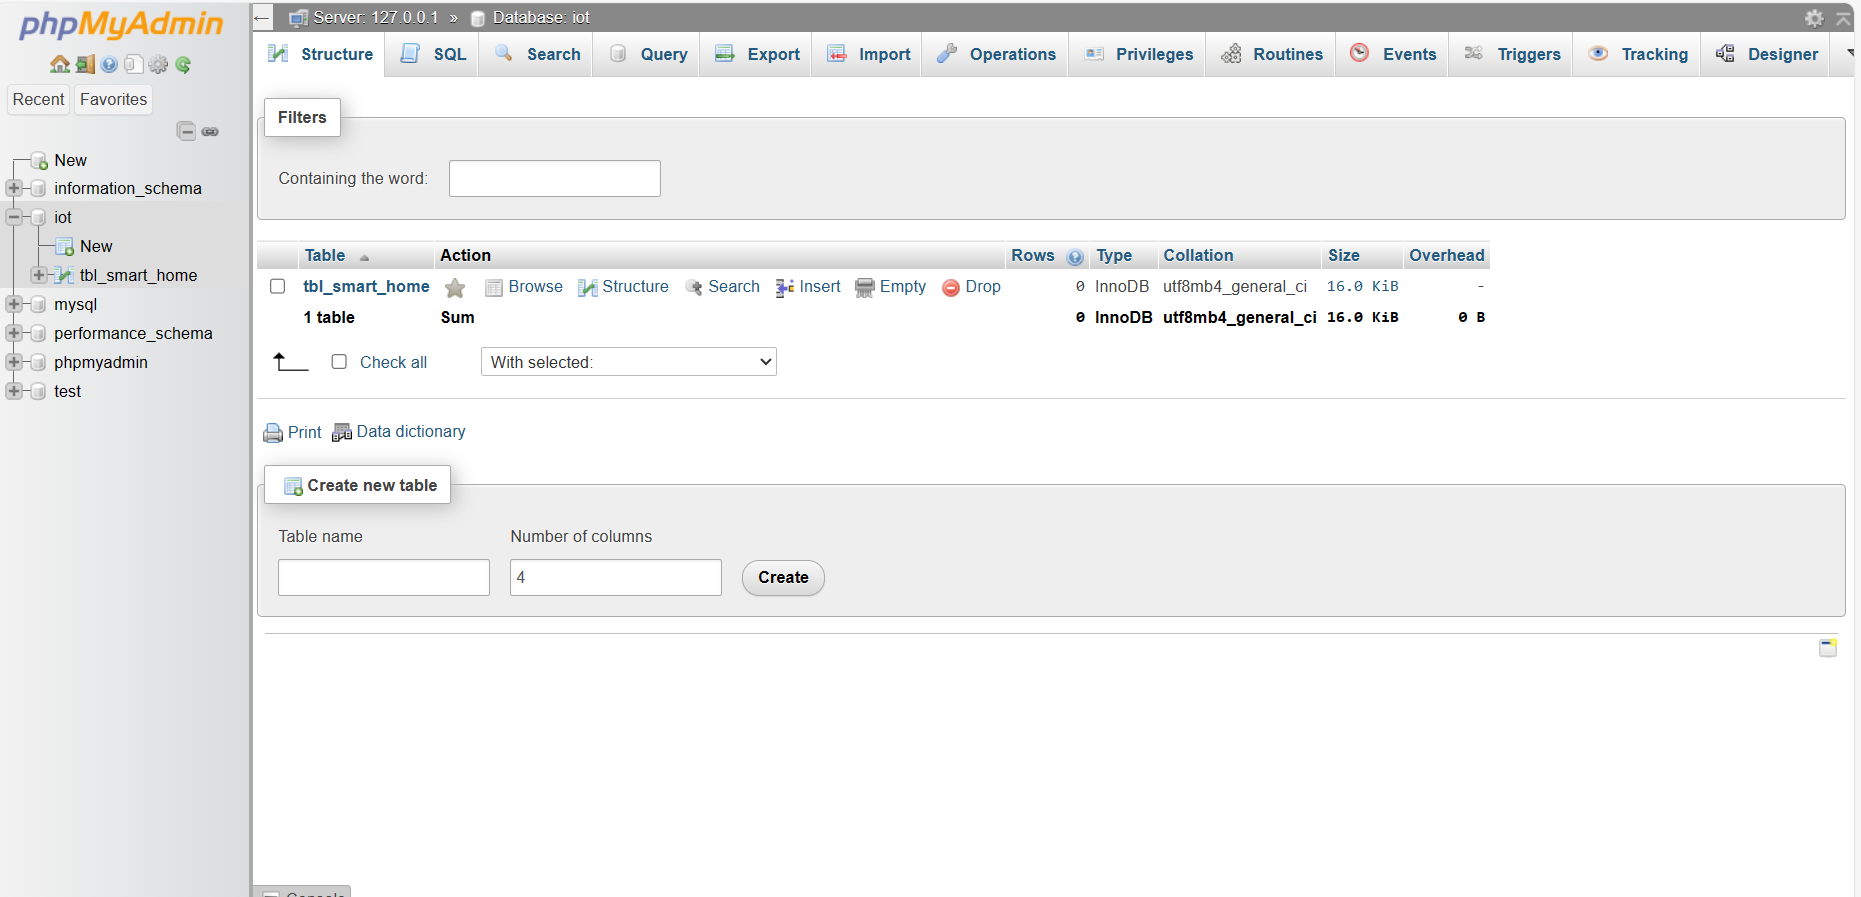 phpMyAdmin
Recent Favorites
New
information_schema
iot
New
tbl_smart_home
mysql
performance_schema
phpmyadmin
test
← Server: 127.0.0.1 » Database: iot
Structure SQL Search Query Export Import Operations Privileges Routines Events Triggers Tracking Designer
Filters
Containing the word:
Table Action Rows Type Collation Size Overhead
tbl_smart_home Browse Structure Search Insert Empty Drop 0 InnoDB utf8mb4_general_ci 16.0 KiB -
1 table Sum 0 InnoDB utf8mb4_general_ci 16.0 KiB 0 B
Check all With selected:
Print Data dictionary
Create new table
Table name Number of columns
4 Create
Console